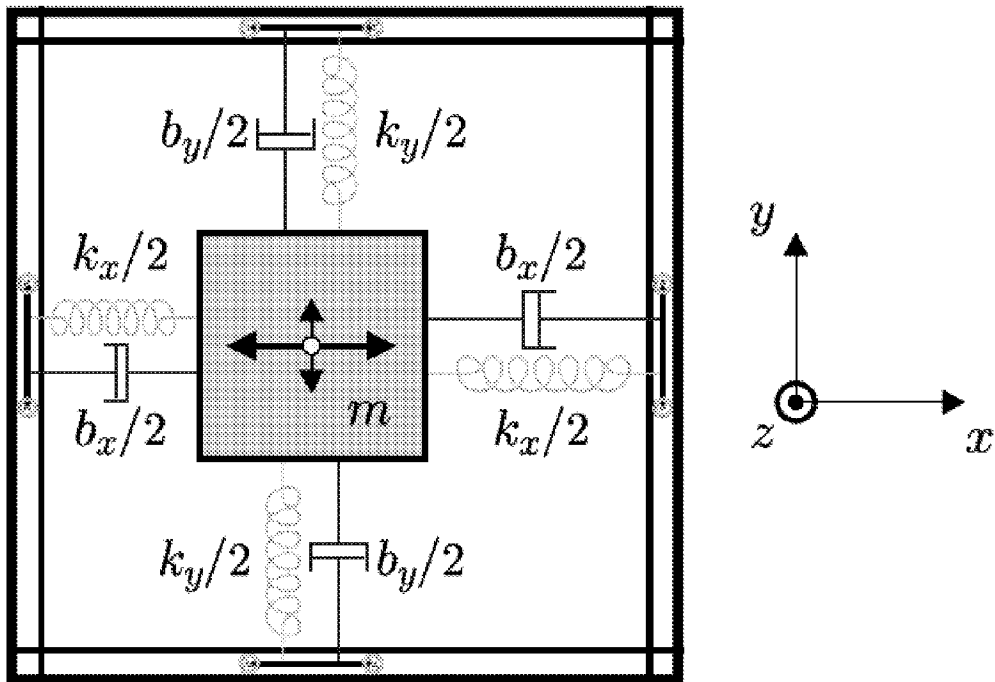 b_y/2 k_y/2
k_x/2 b_x/2
y
m
b_x/2 k_x/2
z x
k_y/2 b_y/2